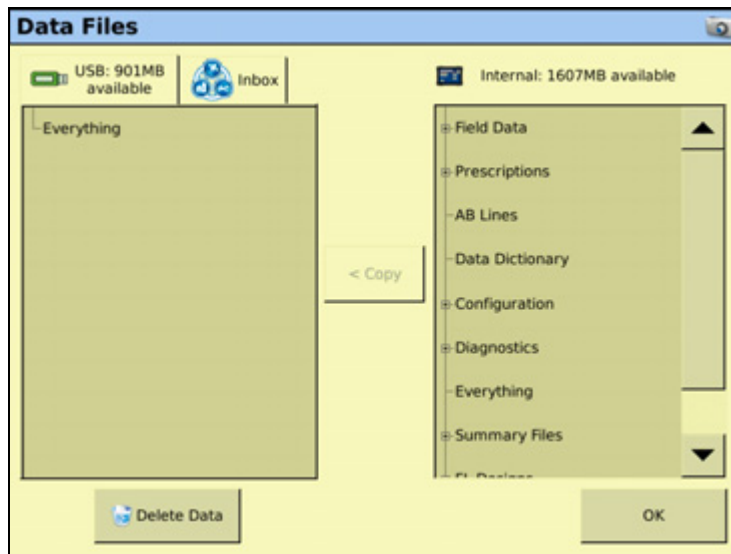 Data Files
USB: 901MB
available
Inbox
Internal: 1607MB available
Everything
Field Data
Prescriptions
AB Lines
Data Dictionary
< Copy
Configuration
Diagnostics
Everything
Summary Files
Delete Data
OK